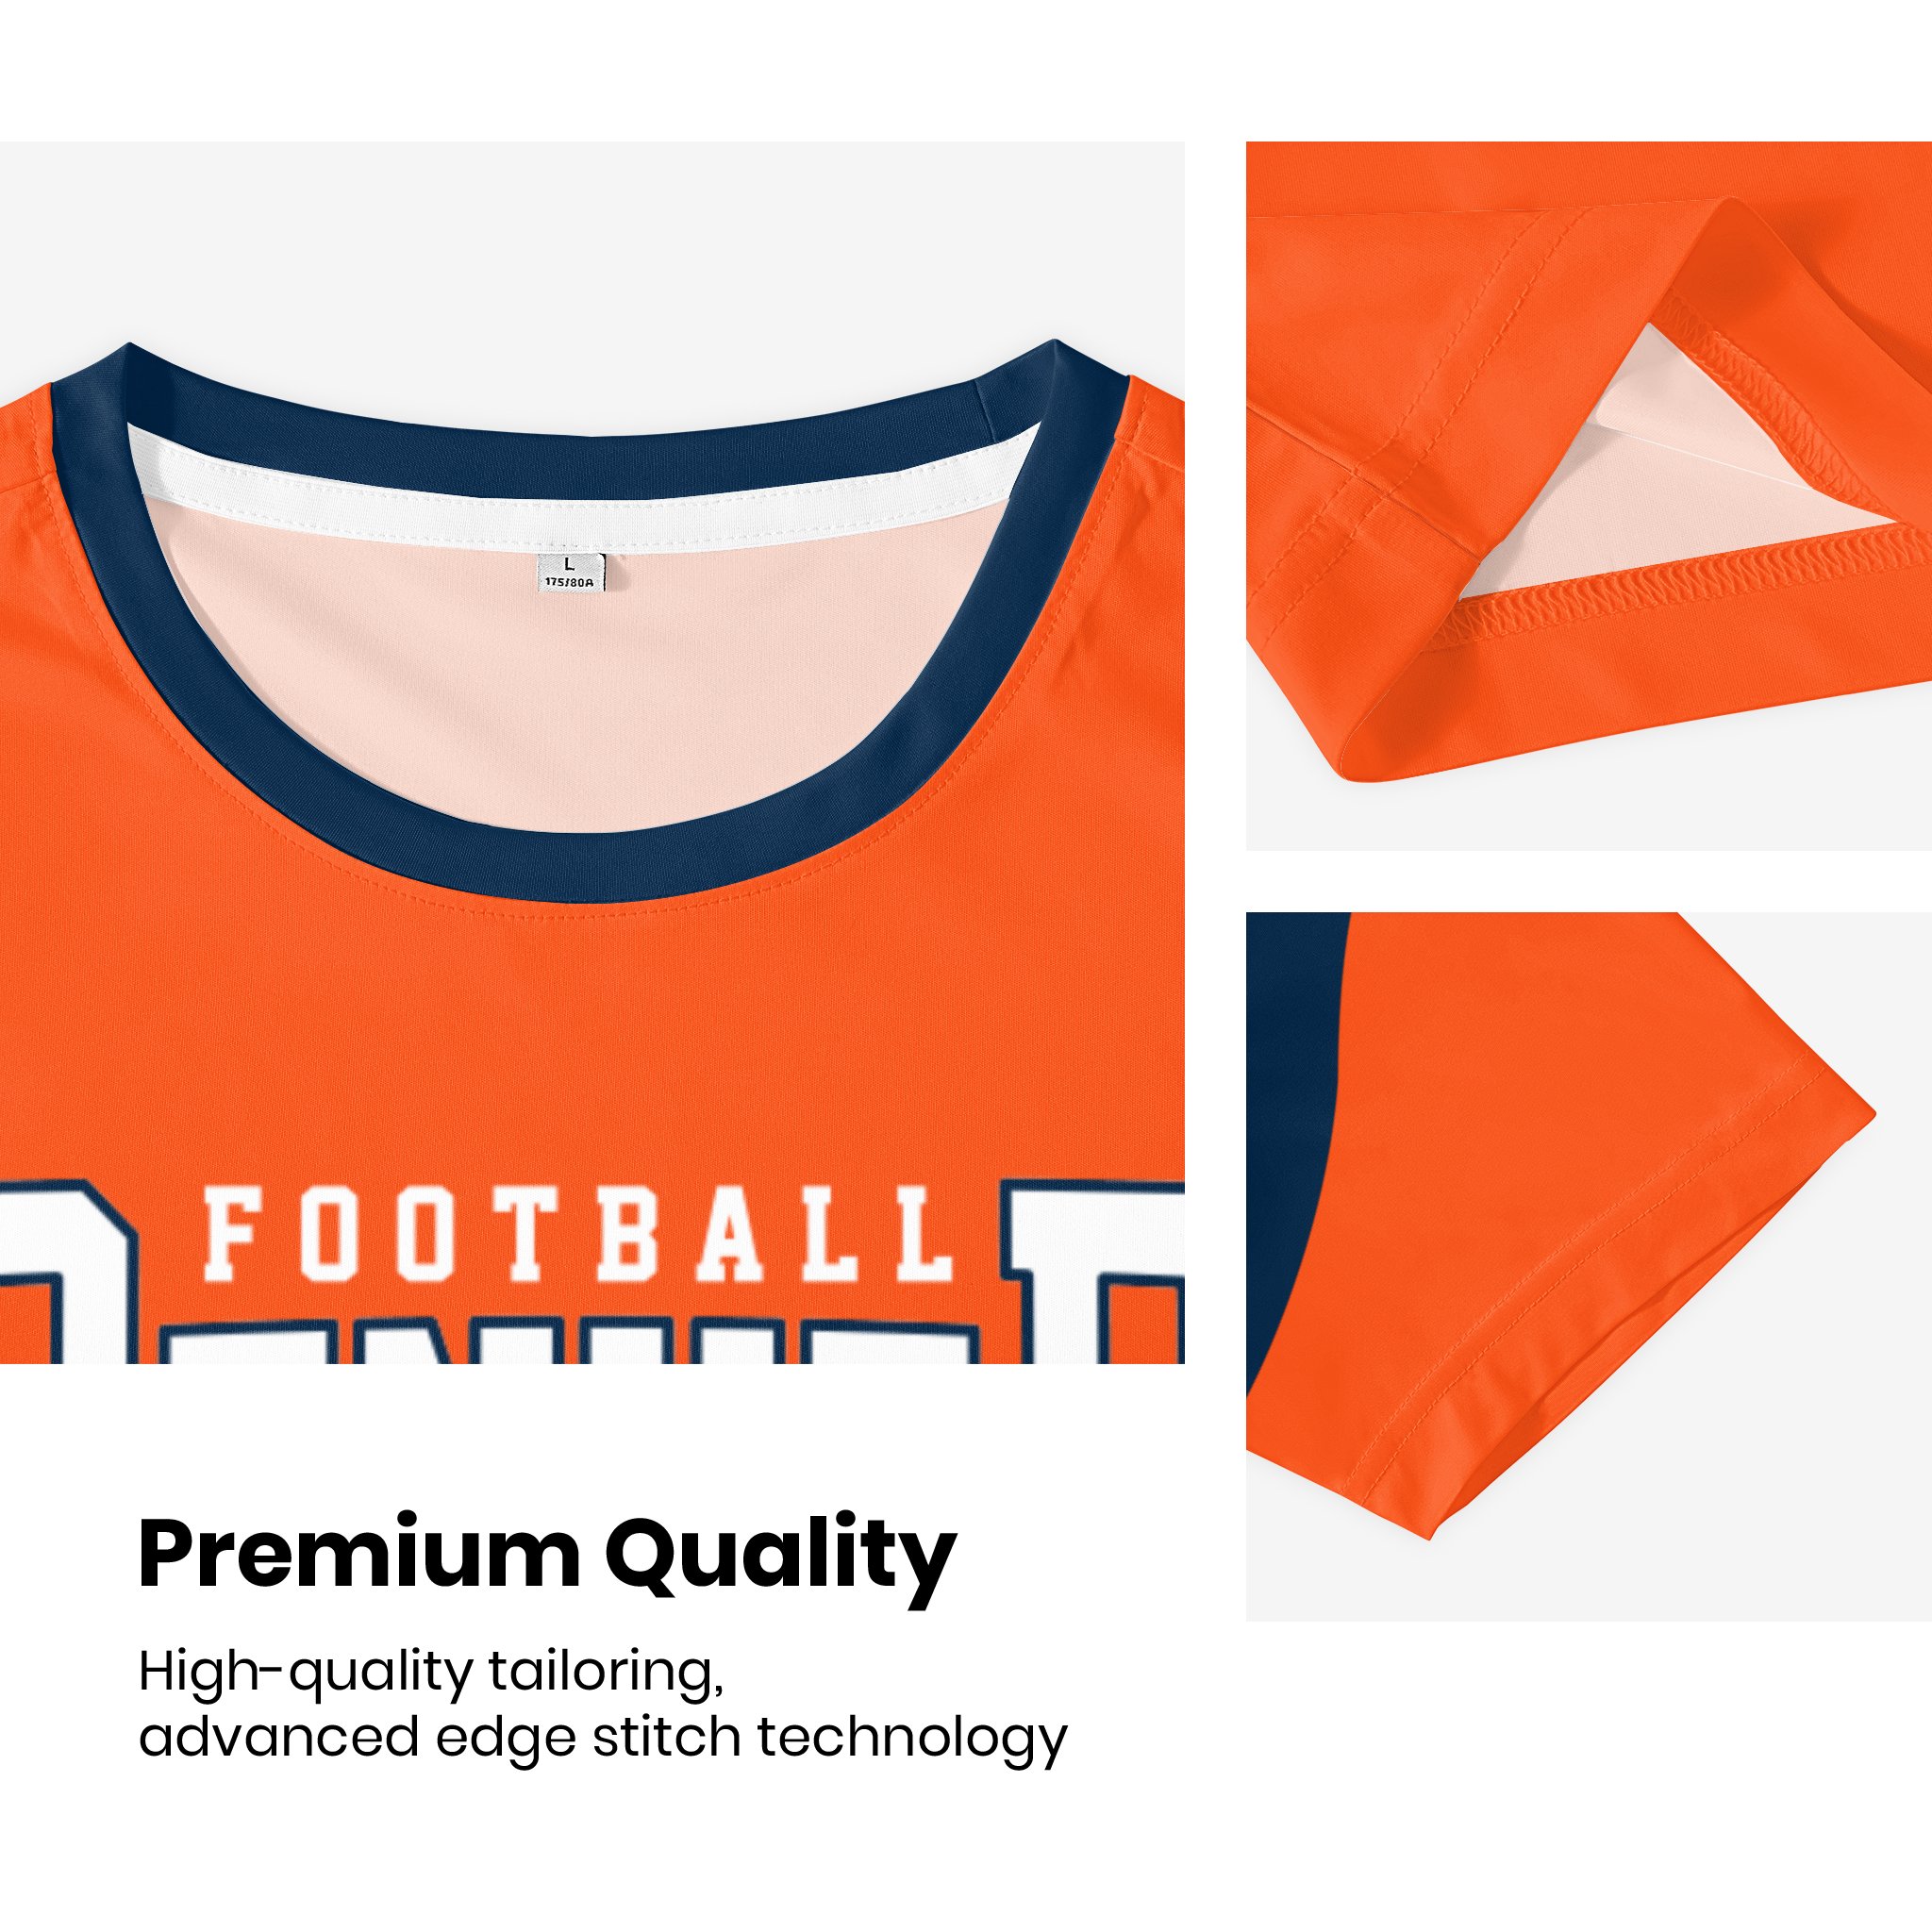 L
175/80A
FOOTBALL
Premium Quality
High-quality tailoring,
advanced edge stitch technology